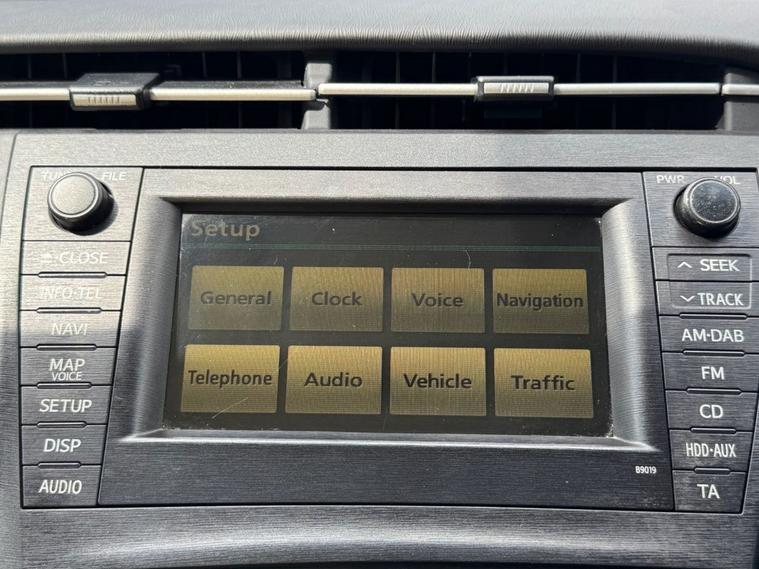 TUNE FILE
CLOSE
INFO·TEL
NAVI
MAP
VOICE
SETUP
DISP
AUDIO
Setup
General Clock Voice Navigation
Telephone Audio Vehicle Traffic
B9019
PWR VOL
SEEK
TRACK
AM·DAB
FM
CD
HDD·AUX
TA